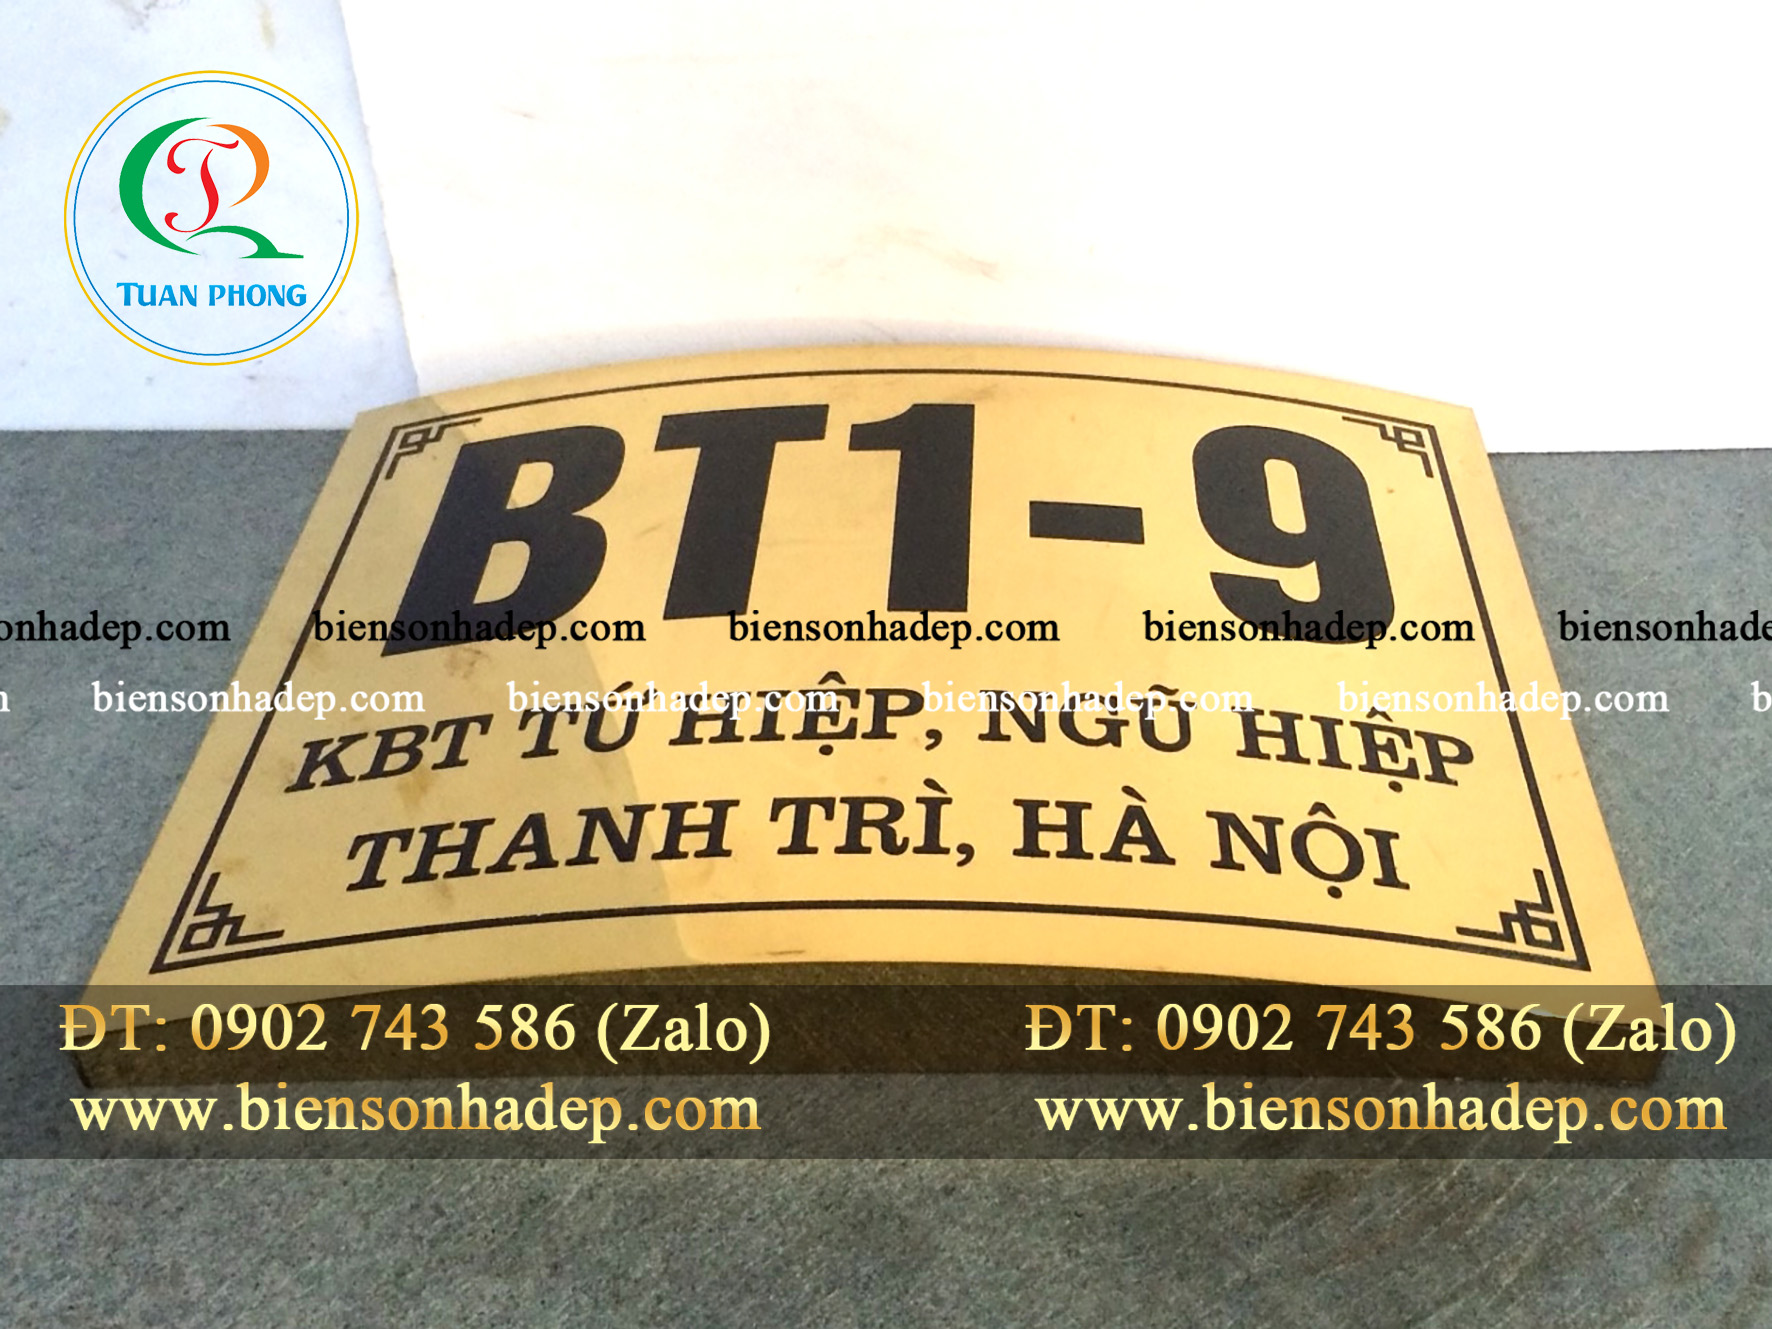 TUAN PHONG
BT1-9
biensonhadep.com biensonhadep.com biensonhadep.com
biensonhadep.com biensonhadep.com biensonhadep.com biensonhadep.com
KBT TỨ HIỆP, NGŨ HIỆP
THANH TRÌ, HÀ NỘI
ĐT: 0902 743 586 (Zalo) ĐT: 0902 743 586 (Zalo)
www.biensonhadep.com www.biensonhadep.com